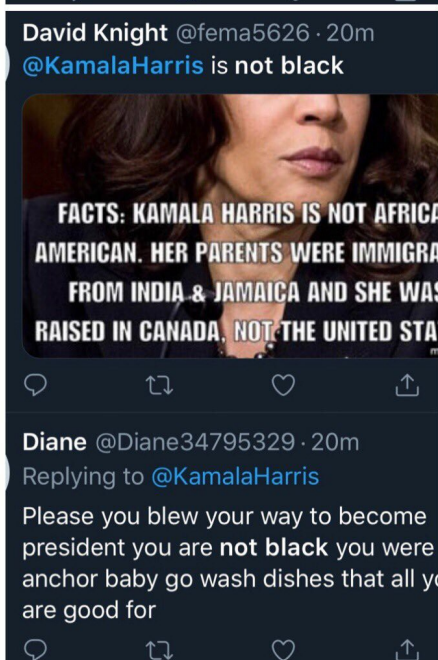 David Knight @fema5626 · 20m
@KamalaHarris is not black
FACTS: KAMALA HARRIS IS NOT AFRICA
AMERICAN. HER PARENTS WERE IMMIGRA
FROM INDIA & JAMAICA AND SHE WAS
RAISED IN CANADA, NOT THE UNITED STA
Diane @Diane34795329 · 20m
Replying to @KamalaHarris
Please you blew your way to become
president you are not black you were
anchor baby go wash dishes that all yo
are good for